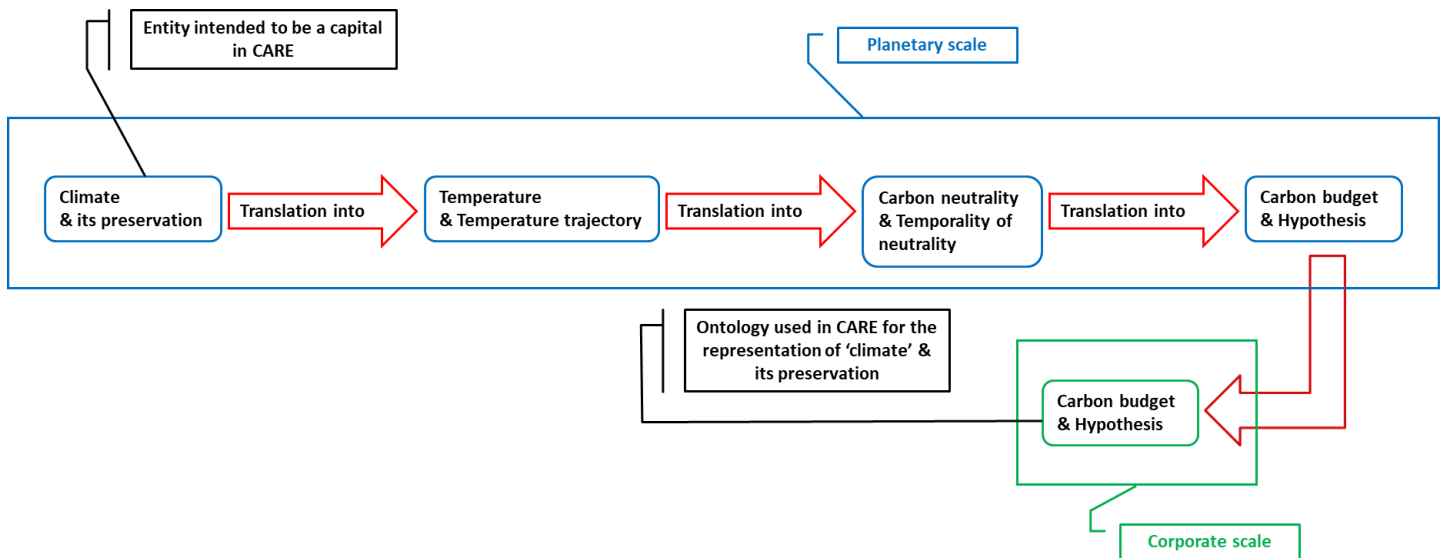 Entity intended to be a capital
in CARE
Planetary scale
Climate
& its preservation
Translation into
Temperature
& Temperature trajectory
Translation into
Carbon neutrality
& Temporality of
neutrality
Translation into
Carbon budget
& Hypothesis
Ontology used in CARE for the
representation of ‘climate’ &
its preservation
Carbon budget
& Hypothesis
Corporate scale